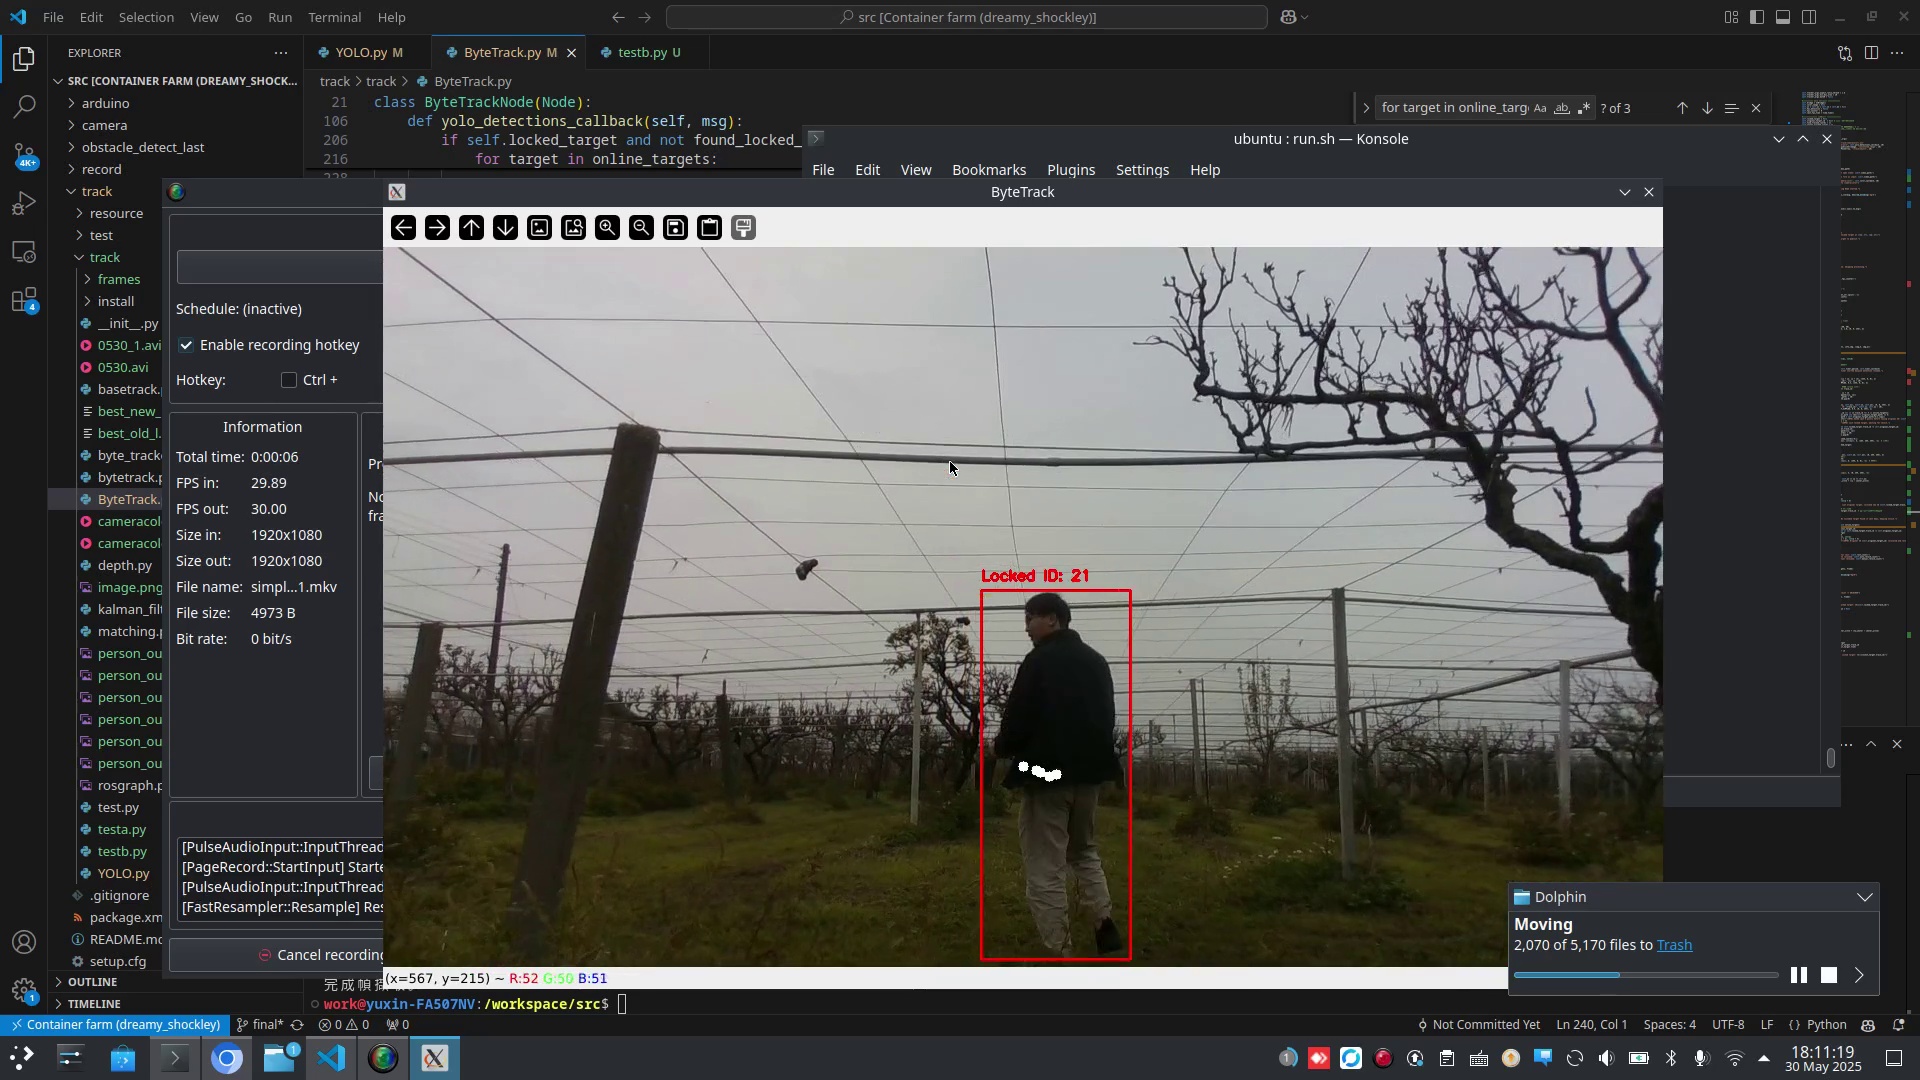 File Edit Selection View Go Run Terminal Help
src [Container farm (dreamy_shockley)]
EXPLORER
YOLO.py M
ByteTrack.py M
testb.py U
SRC [CONTAINER FARM (DREAMY_SHOCK...
track > track > ByteTrack.py
arduino
camera
obstacle_detect_last
record
track
resource
test
track
frames
install
__init__.py
0530_1.avi
0530.avi
basetrack.
best_new_
best_old_l.
byte_track
bytetrack.p
ByteTrack.
cameracol
cameracol
depth.py
image.png
kalman_filt
matching.p
person_ou
person_ou
person_ou
person_ou
person_ou
person_ou
rosgraph.p
test.py
testa.py
testb.py
YOLO.py
.gitignore
package.xm
README.md
setup.cfg
OUTLINE
TIMELINE
4K+
4
1
21 class ByteTrackNode(Node):
106 def yolo_detections_callback(self, msg):
206 if self.locked_target and not found_locked_
216 for target in online_targets:
for target in online_targ
Aa ab ? of 3
ubuntu : run.sh — Konsole
File Edit View Bookmarks Plugins Settings Help
ByteTrack
Schedule: (inactive)
Enable recording hotkey
Hotkey: Ctrl +
Information
Total time: 0:00:06
FPS in: 29.89
FPS out: 30.00
Size in: 1920x1080
Size out: 1920x1080
File name: simpl...1.mkv
File size: 4973 B
Bit rate: 0 bit/s
Pr
No
fra
[PulseAudioInput::InputThread
[PageRecord::StartInput] Starte
[PulseAudioInput::InputThread
[FastResampler::Resample] Res
Cancel recording
Locked ID: 21
(x=567, y=215) ~ R:52 G:50 B:51
work@yuxin-FA507NV:/workspace/src$
Dolphin
Moving
2,070 of 5,170 files to Trash
Container farm (dreamy_shockley) final* 0 0 0
Not Committed Yet Ln 240, Col 1 Spaces: 4 UTF-8 LF {} Python
1
1
18:11:19
30 May 2025